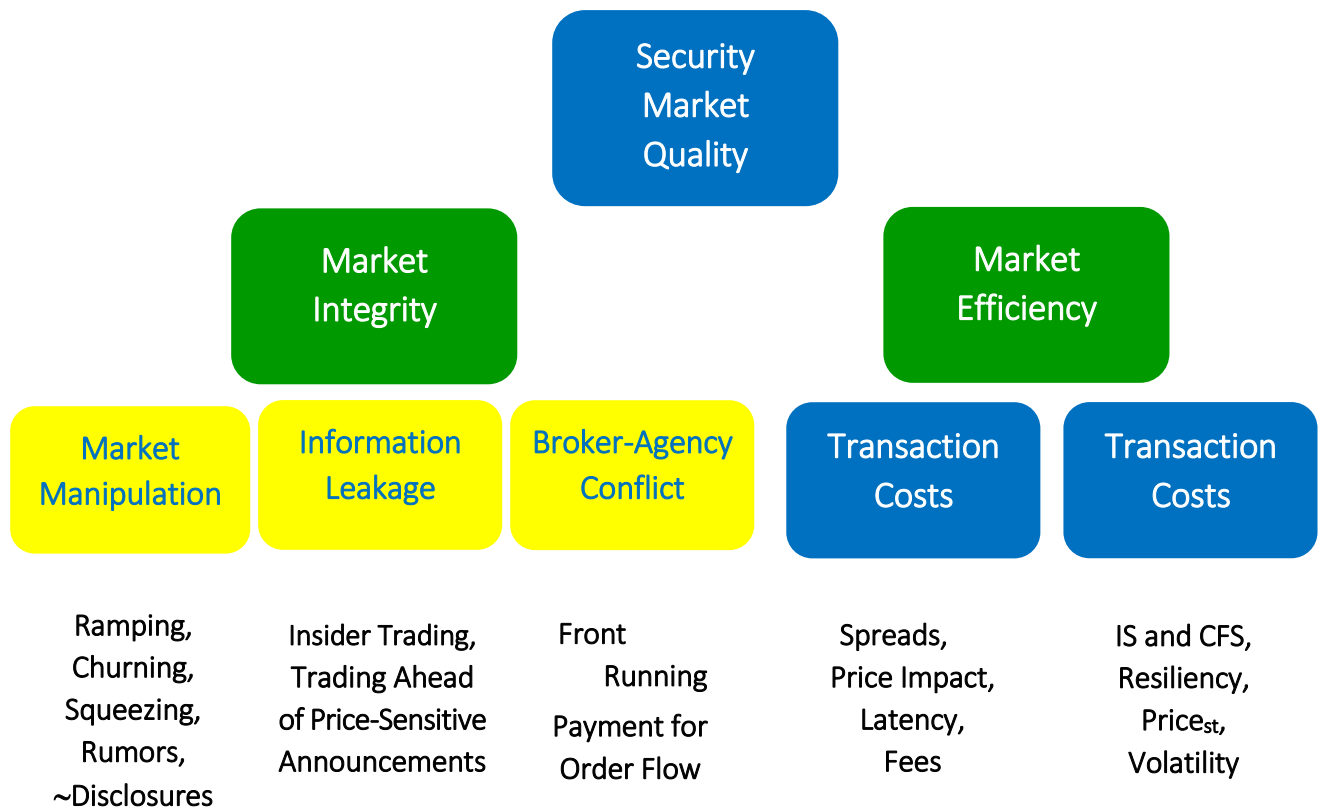 Security
Market
Quality
Market
Integrity
Market
Efficiency
Market
Manipulation
Information
Leakage
Broker-Agency
Conflict
Transaction
Costs
Transaction
Costs
Ramping,
Churning,
Squeezing,
Rumors,
~Disclosures
Insider Trading,
Trading Ahead
of Price-Sensitive
Announcements
Front
Running
Payment for
Order Flow
Spreads,
Price Impact,
Latency,
Fees
IS and CFS,
Resiliency,
Price_st,
Volatility